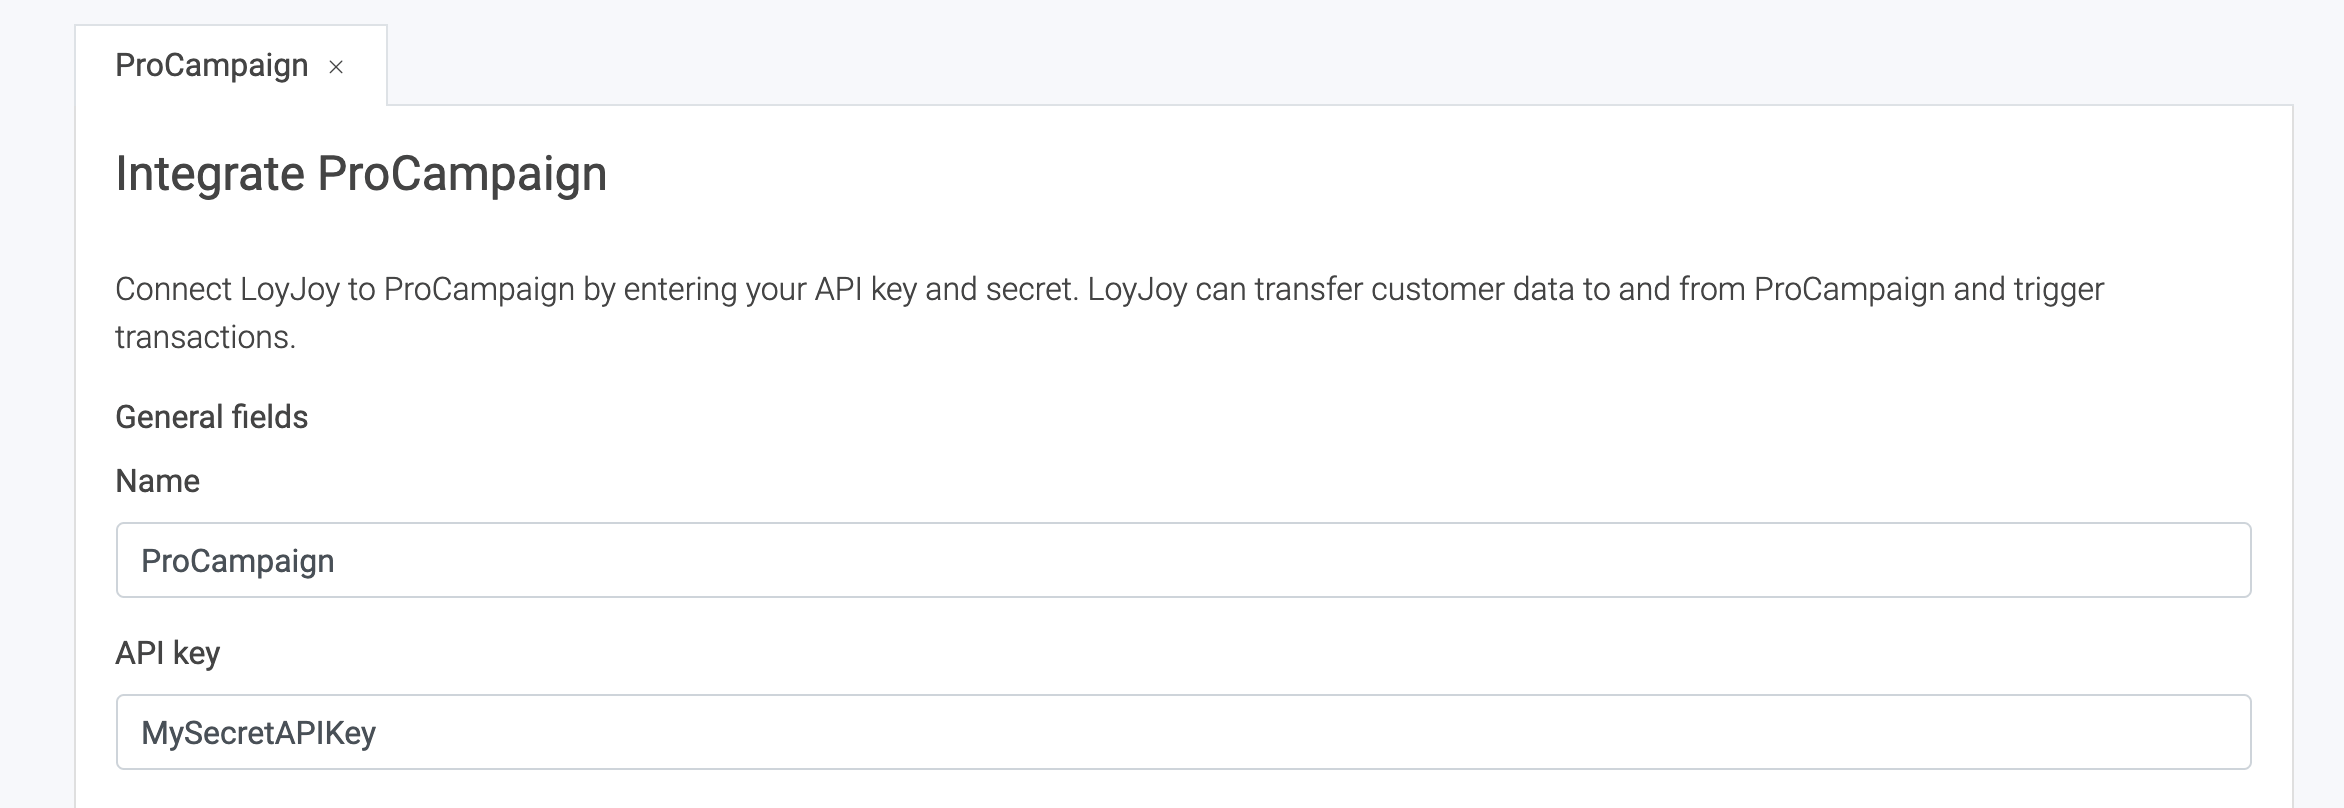 ProCampaign ×
Integrate ProCampaign
Connect LoyJoy to ProCampaign by entering your API key and secret. LoyJoy can transfer customer data to and from ProCampaign and trigger
transactions.
General fields
Name
ProCampaign
API key
MySecretAPIKey